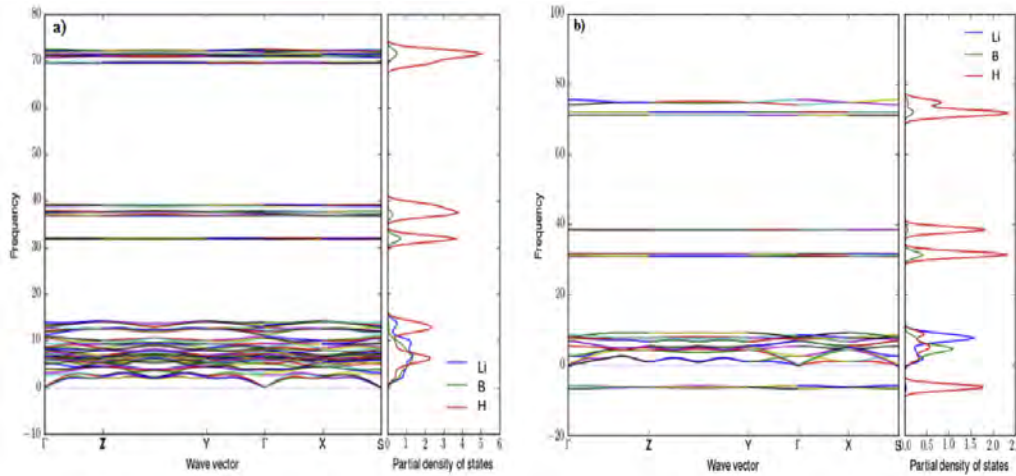 a)
80
70
60
50
40
30
20
10
0
−10
Frequency
Γ Z Y Γ X S
Wave vector
Li
B
H
0 1 2 3 4 5 6
Partial density of states
b)
100
80
60
40
20
0
−20
Frequency
Γ Z Y Γ X S
Wave vector
Li
B
H
0.0 0.5 1.0 1.5 2.0 2.5
Partial density of states